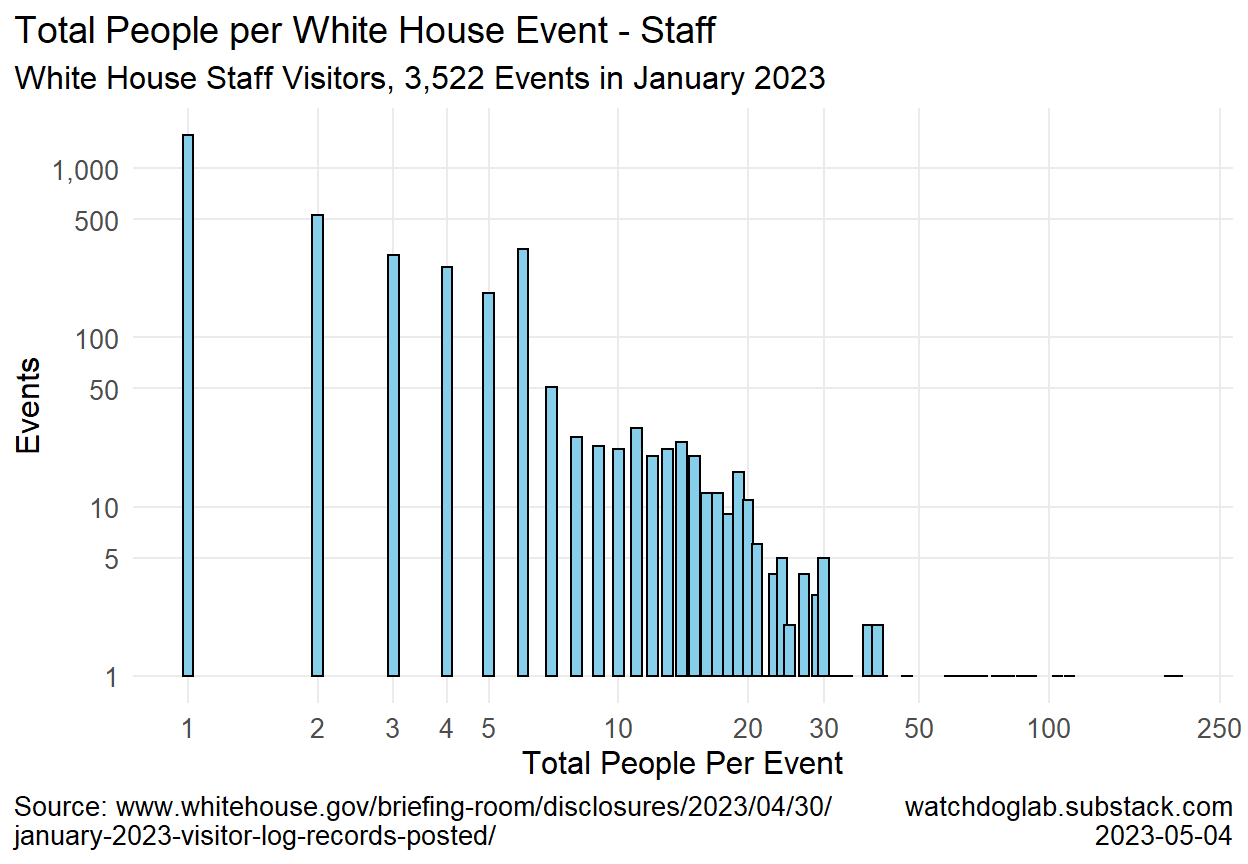 Total People per White House Event - Staff
White House Staff Visitors, 3,522 Events in January 2023
1,000
500
100
50
10
5
1
Events
1 2 3 4 5 10 20 30 50 100 250
Total People Per Event
Source: www.whitehouse.gov/briefing-room/disclosures/2023/04/30/
january-2023-visitor-log-records-posted/
watchdoglab.substack.com
2023-05-04